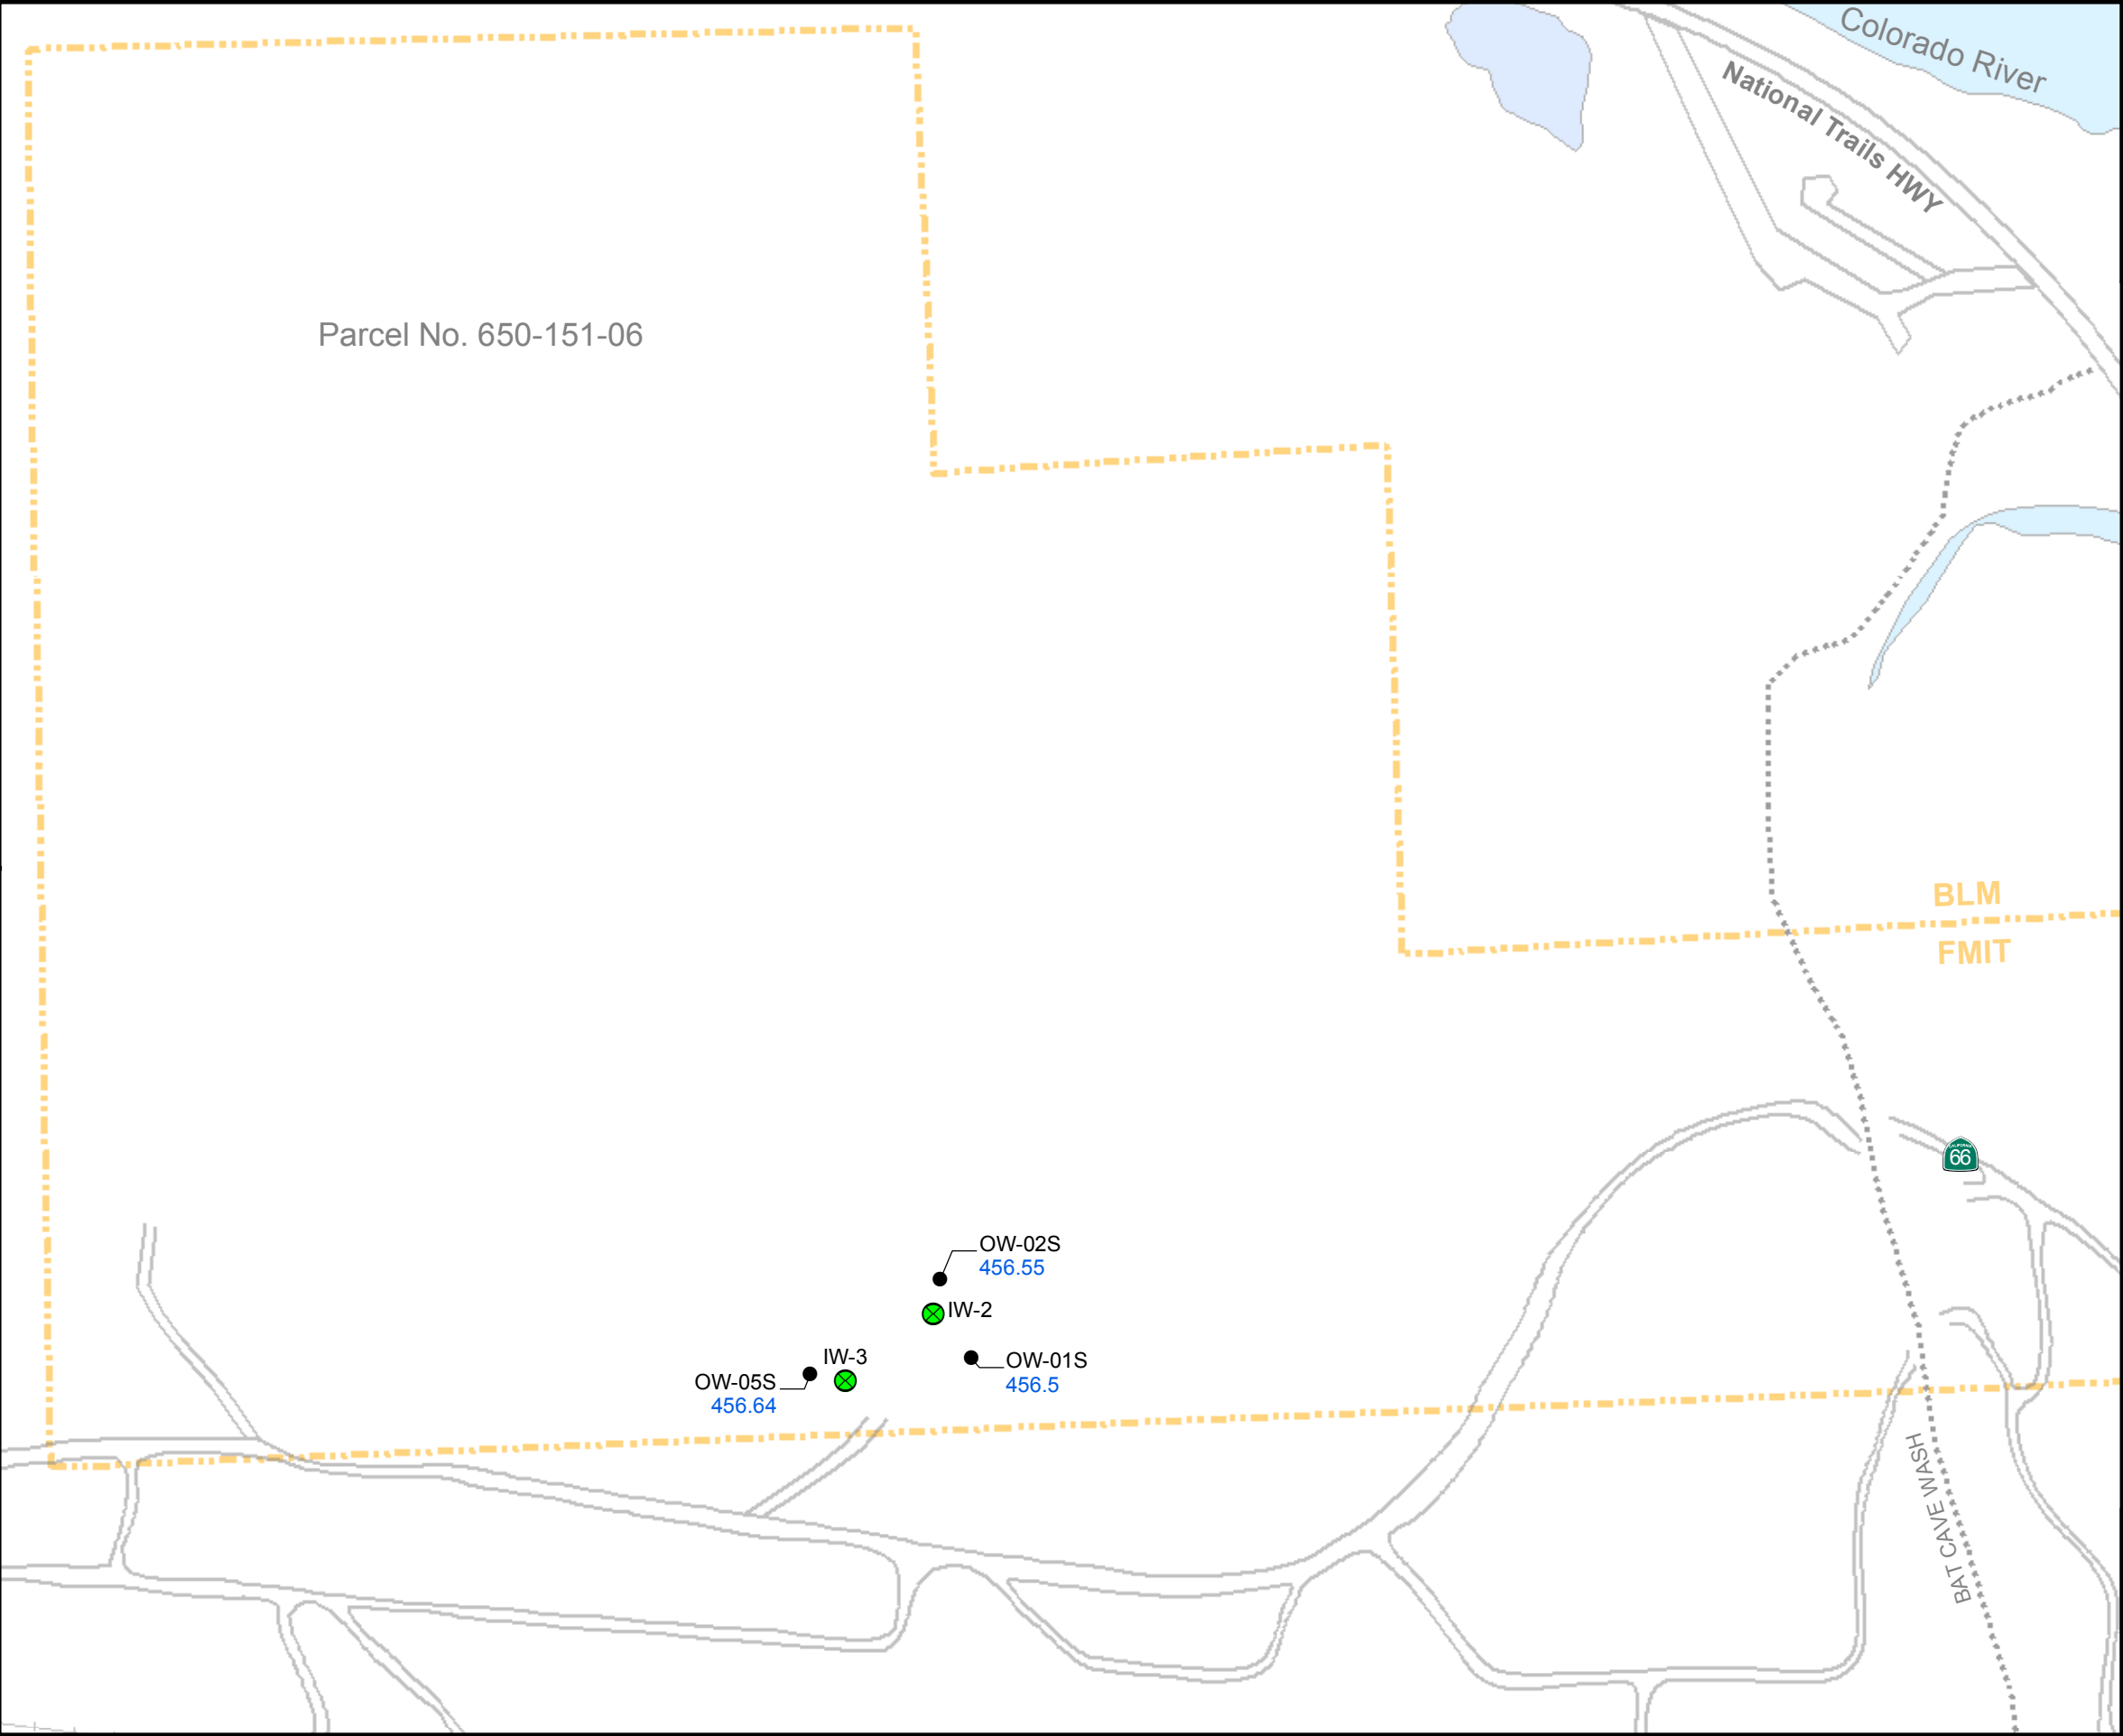 Colorado River
National Trails HWY
Parcel No. 650-151-06
BLM
FMIT
CALIFORNIA
66
OW-02S
456.55
IW-2
IW-3
OW-01S
456.5
OW-05S
456.64
BAT CAVE WASH